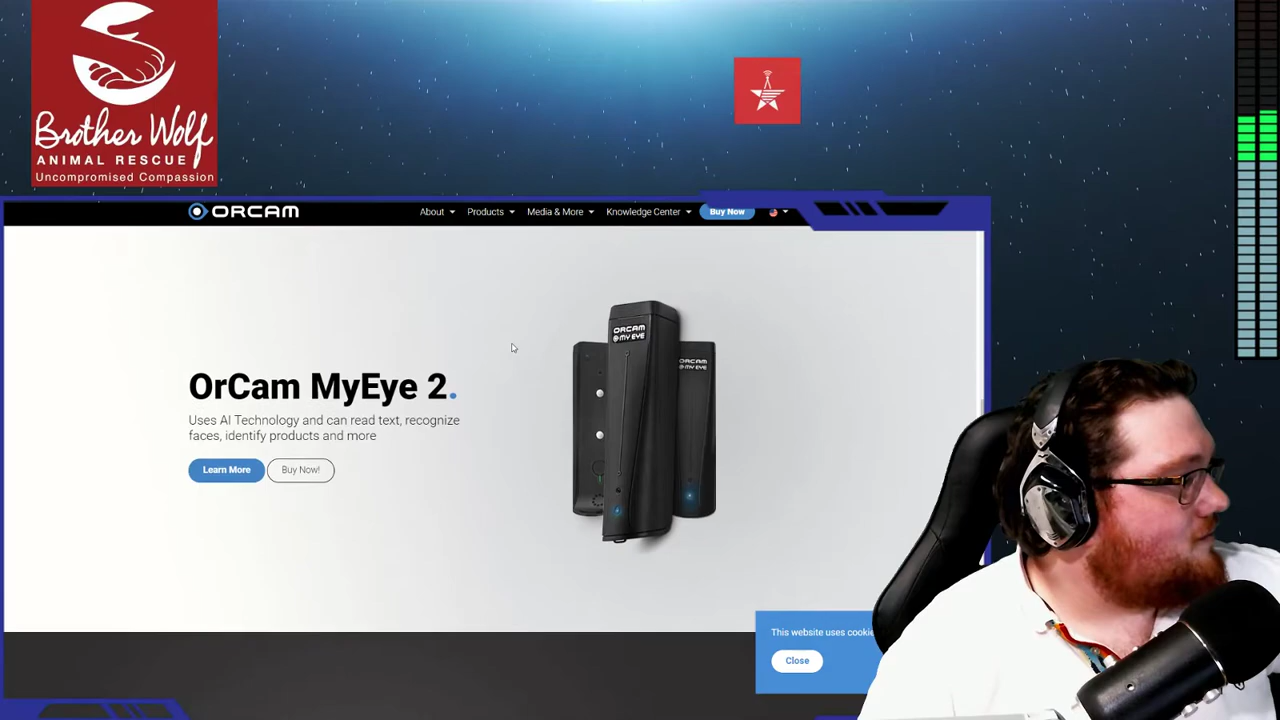 Brother Wolf
ANIMAL RESCUE
Uncompromised Compassion
ORCAM
About
Products
Media & More
Knowledge Center
Buy Now
ORCAM
MY EYE
ORCAM
MY EYE
OrCam MyEye 2.
Uses AI Technology and can read text, recognize
faces, identify products and more
Learn More
Buy Now!
This website uses cookie
Close